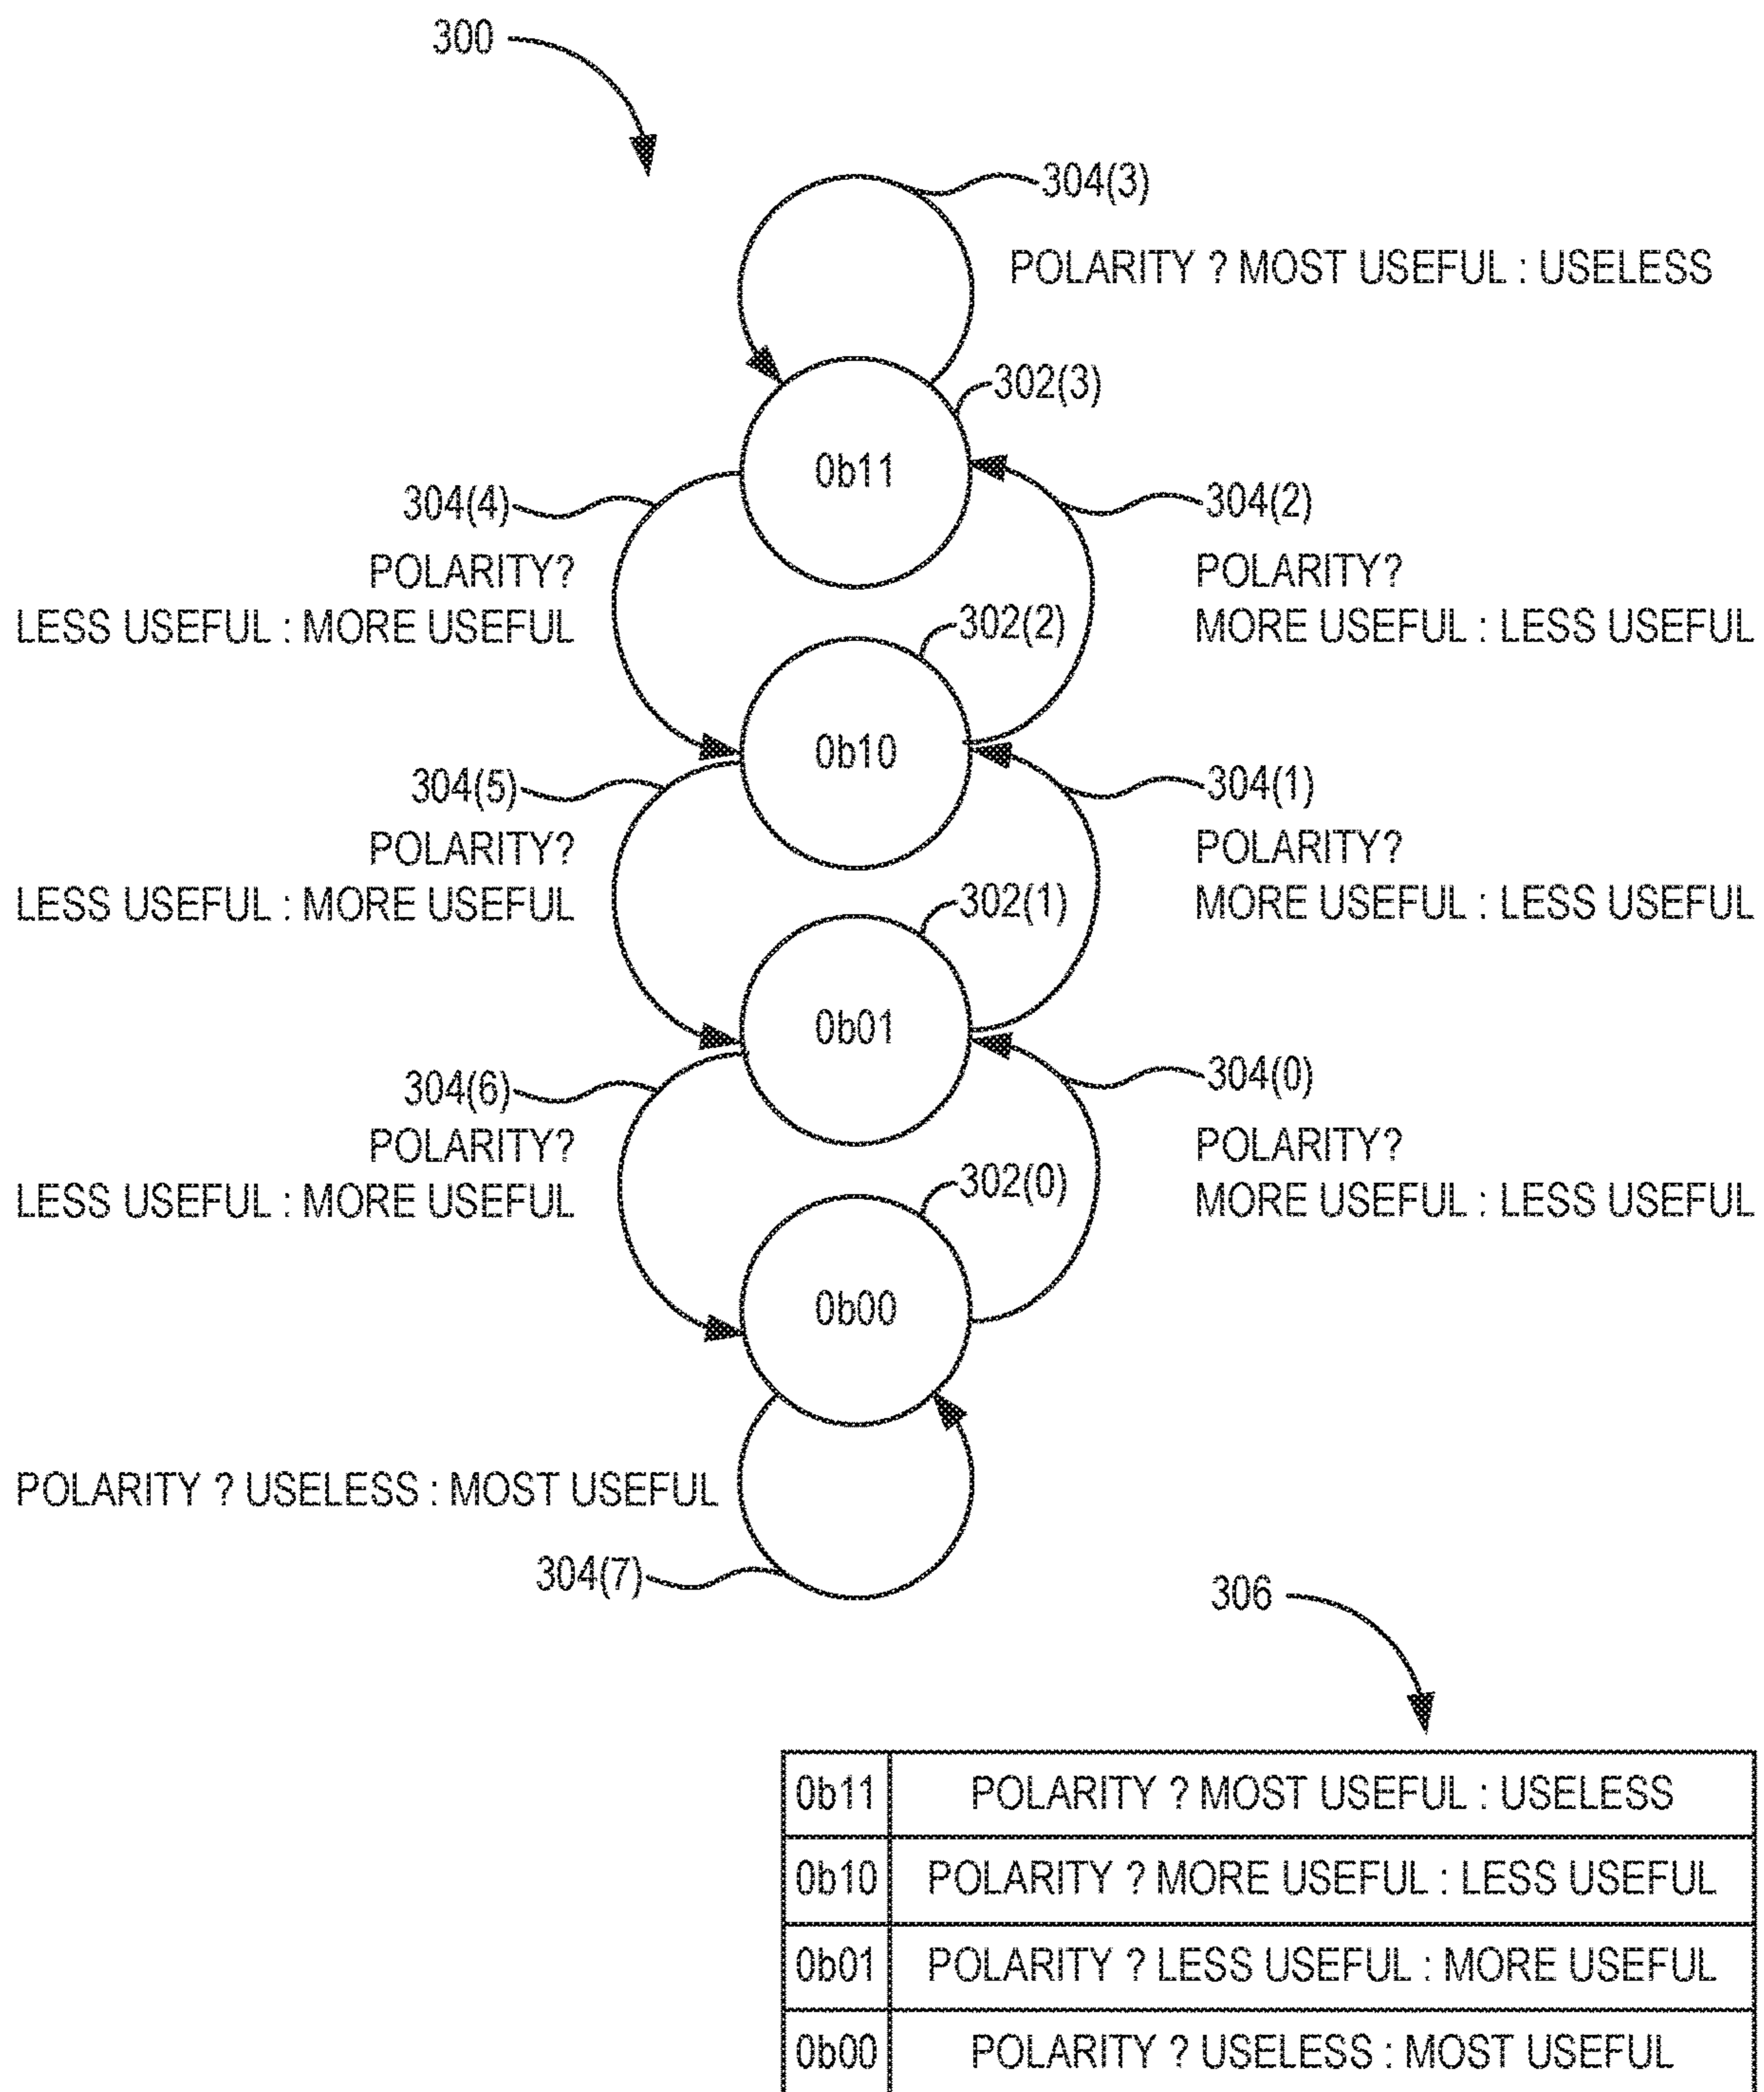 300
304(3)
POLARITY ? MOST USEFUL : USELESS
302(3)
0b11
304(4)
POLARITY?
LESS USEFUL : MORE USEFUL
304(2)
POLARITY?
MORE USEFUL : LESS USEFUL
302(2)
0b10
304(5)
POLARITY?
LESS USEFUL : MORE USEFUL
304(1)
POLARITY?
MORE USEFUL : LESS USEFUL
302(1)
0b01
304(6)
POLARITY?
LESS USEFUL : MORE USEFUL
304(0)
POLARITY?
MORE USEFUL : LESS USEFUL
302(0)
0b00
POLARITY ? USELESS : MOST USEFUL
304(7)
306
0b11 POLARITY ? MOST USEFUL : USELESS
0b10 POLARITY ? MORE USEFUL : LESS USEFUL
0b01 POLARITY ? LESS USEFUL : MORE USEFUL
0b00 POLARITY ? USELESS : MOST USEFUL